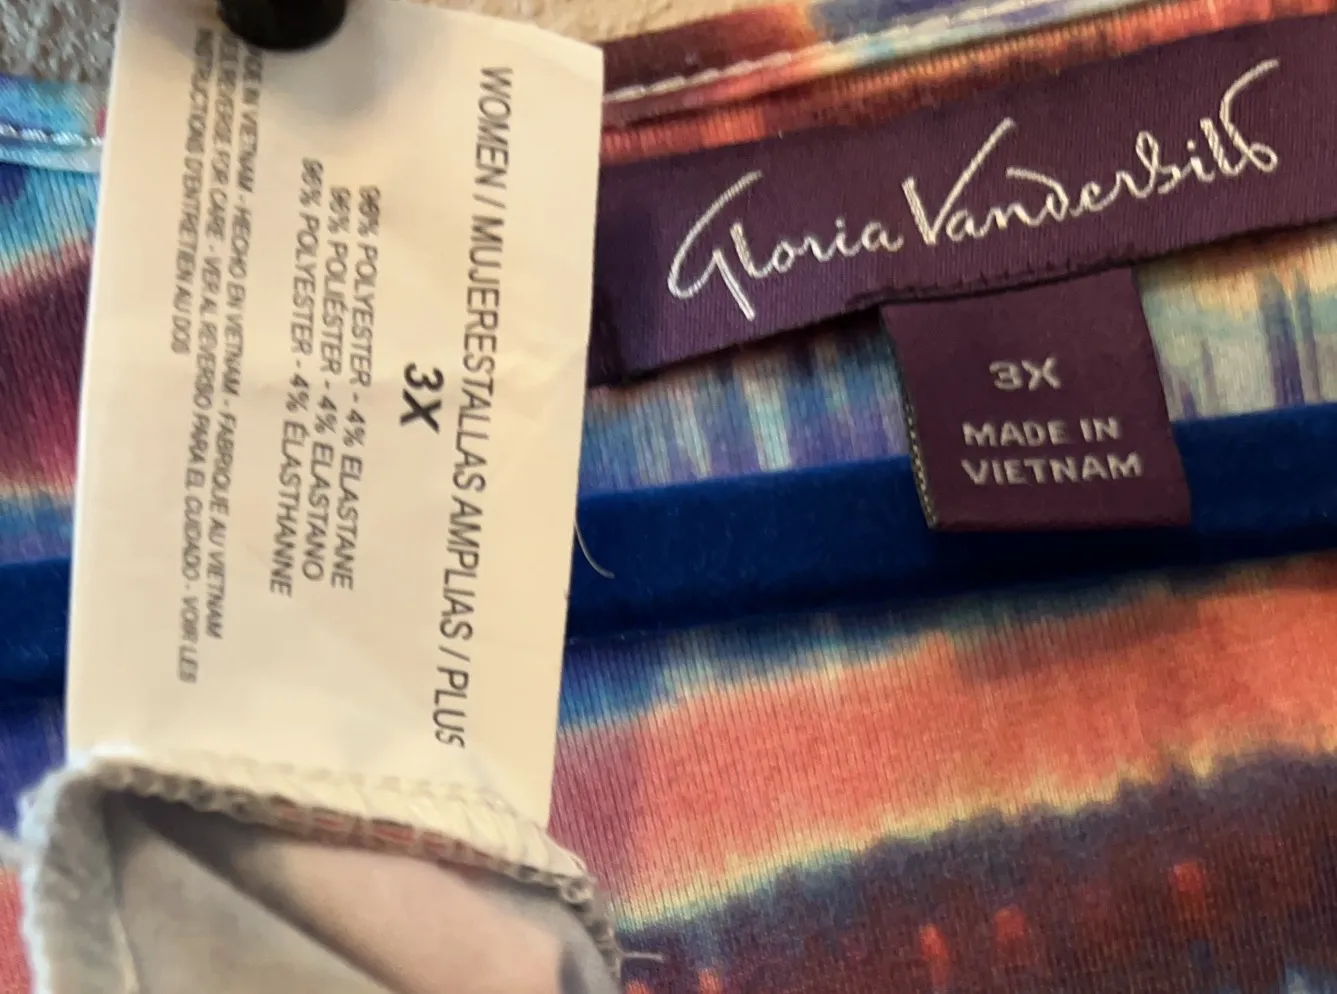 WOMEN / MUJERESTALLAS AMPLIAS / PLUS
3X
96% POLYESTER - 4% ELASTANE
96% POLIÉSTER - 4% ELASTANO
96% POLYESTER - 4% ÉLASTHANNE
IN VIETNAM - HECHO EN VIETNAM - FABRIQUÉ AU VIETNAM
REVERSE FOR CARE - VER AL REVERSO PARA EL CUIDADO - VOIR LES
INSTRUCTIONS D'ENTRETIEN AU DOS
Gloria Vanderbilt
3X
MADE IN
VIETNAM